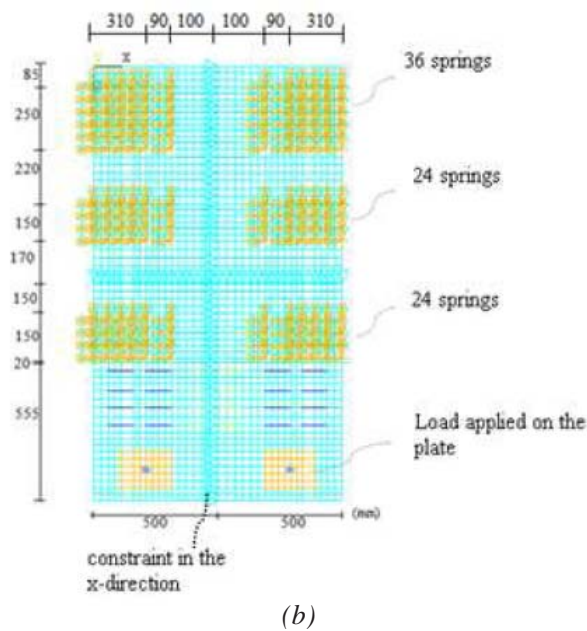 310 90 100 100 90 310
x
85
36 springs
250
220
24 springs
150
170
150
24 springs
150
20
555
Load applied on the
plate
500 500 (mm)
constraint in the
x-direction
(b)